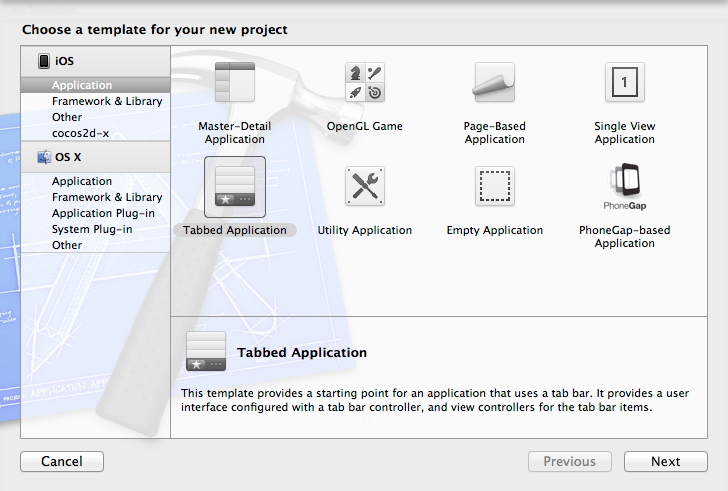 Choose a template for your new project
iOS
Application
Framework & Library
Other
cocos2d-x
OS X
Application
Framework & Library
Application Plug-in
System Plug-in
Other
Master-Detail
Application
OpenGL Game
Page-Based
Application
1
Single View
Application
Tabbed Application
Utility Application
Empty Application
PhoneGap
PhoneGap-based
Application
Tabbed Application
This template provides a starting point for an application that uses a tab bar. It provides a user
interface configured with a tab bar controller, and view controllers for the tab bar items.
Cancel
Previous
Next